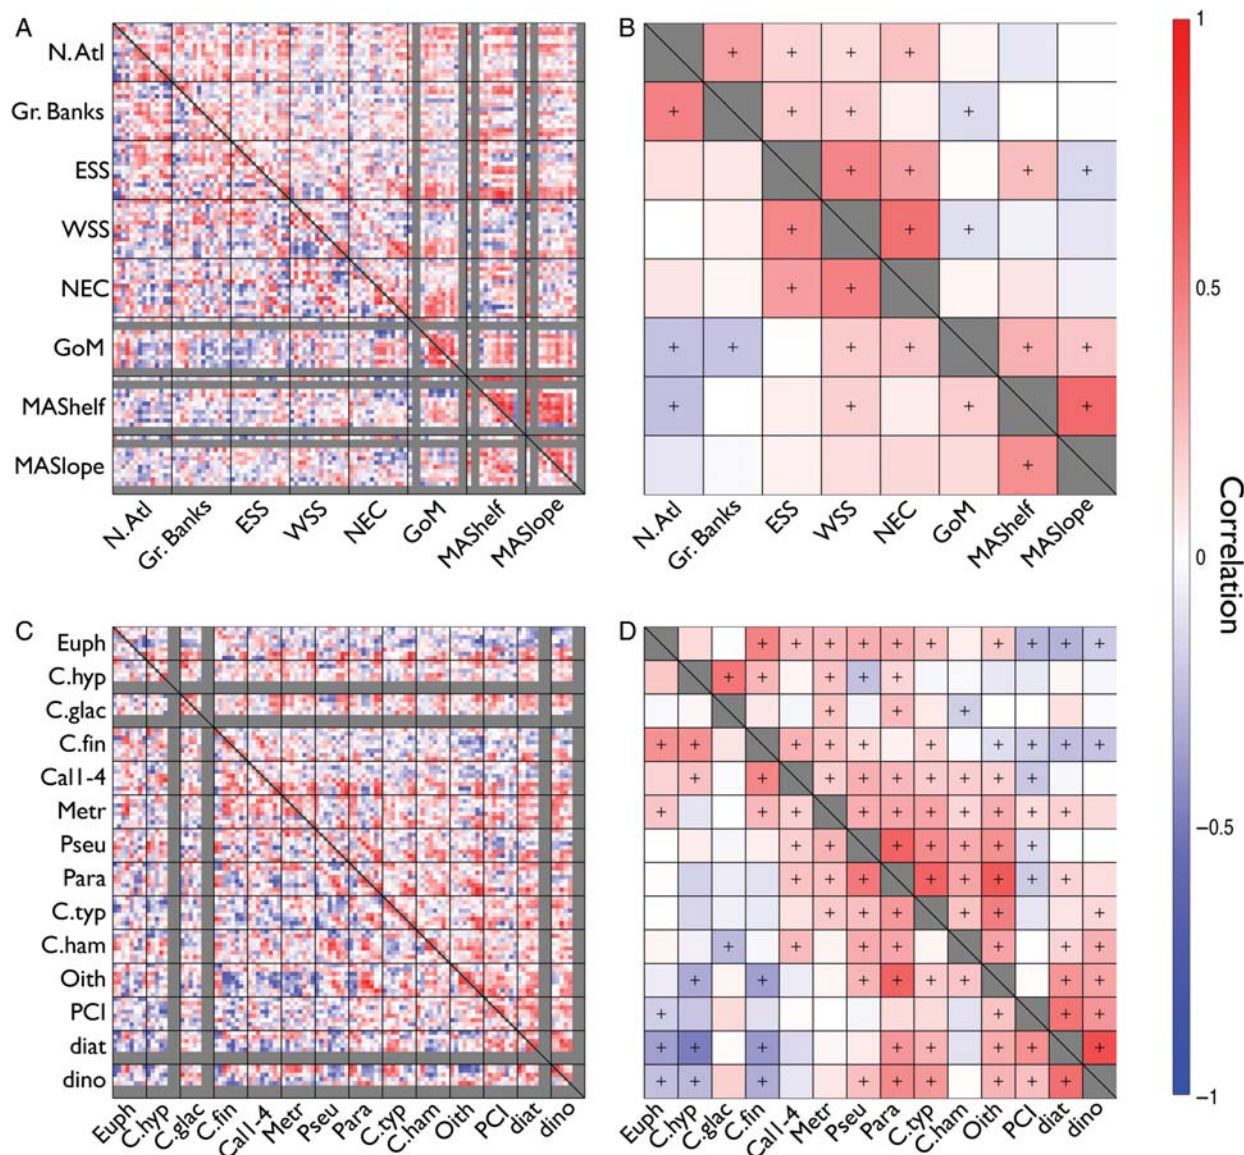 A
N.Atl
Gr. Banks
ESS
WSS
NEC
GoM
MAShelf
MASlope
N.Atl
Gr. Banks
ESS
WSS
NEC
GoM
MAShelf
MASlope
B
N.Atl
Gr. Banks
ESS
WSS
NEC
GoM
MAShelf
MASlope
C
Euph
C.hyp
C.glac
C.fin
Cal1-4
Metr
Pseu
Para
C.typ
C.ham
Oith
PCI
diat
dino
Euph
C.hyp
C.glac
C.fin
Cal1-4
Metr
Pseu
Para
C.typ
C.ham
Oith
PCI
diat
dino
D
Euph
C.hyp
C.glac
C.fin
Cal1-4
Metr
Pseu
Para
C.typ
C.ham
Oith
PCI
diat
dino
1
0.5
0
−0.5
−1
Correlation